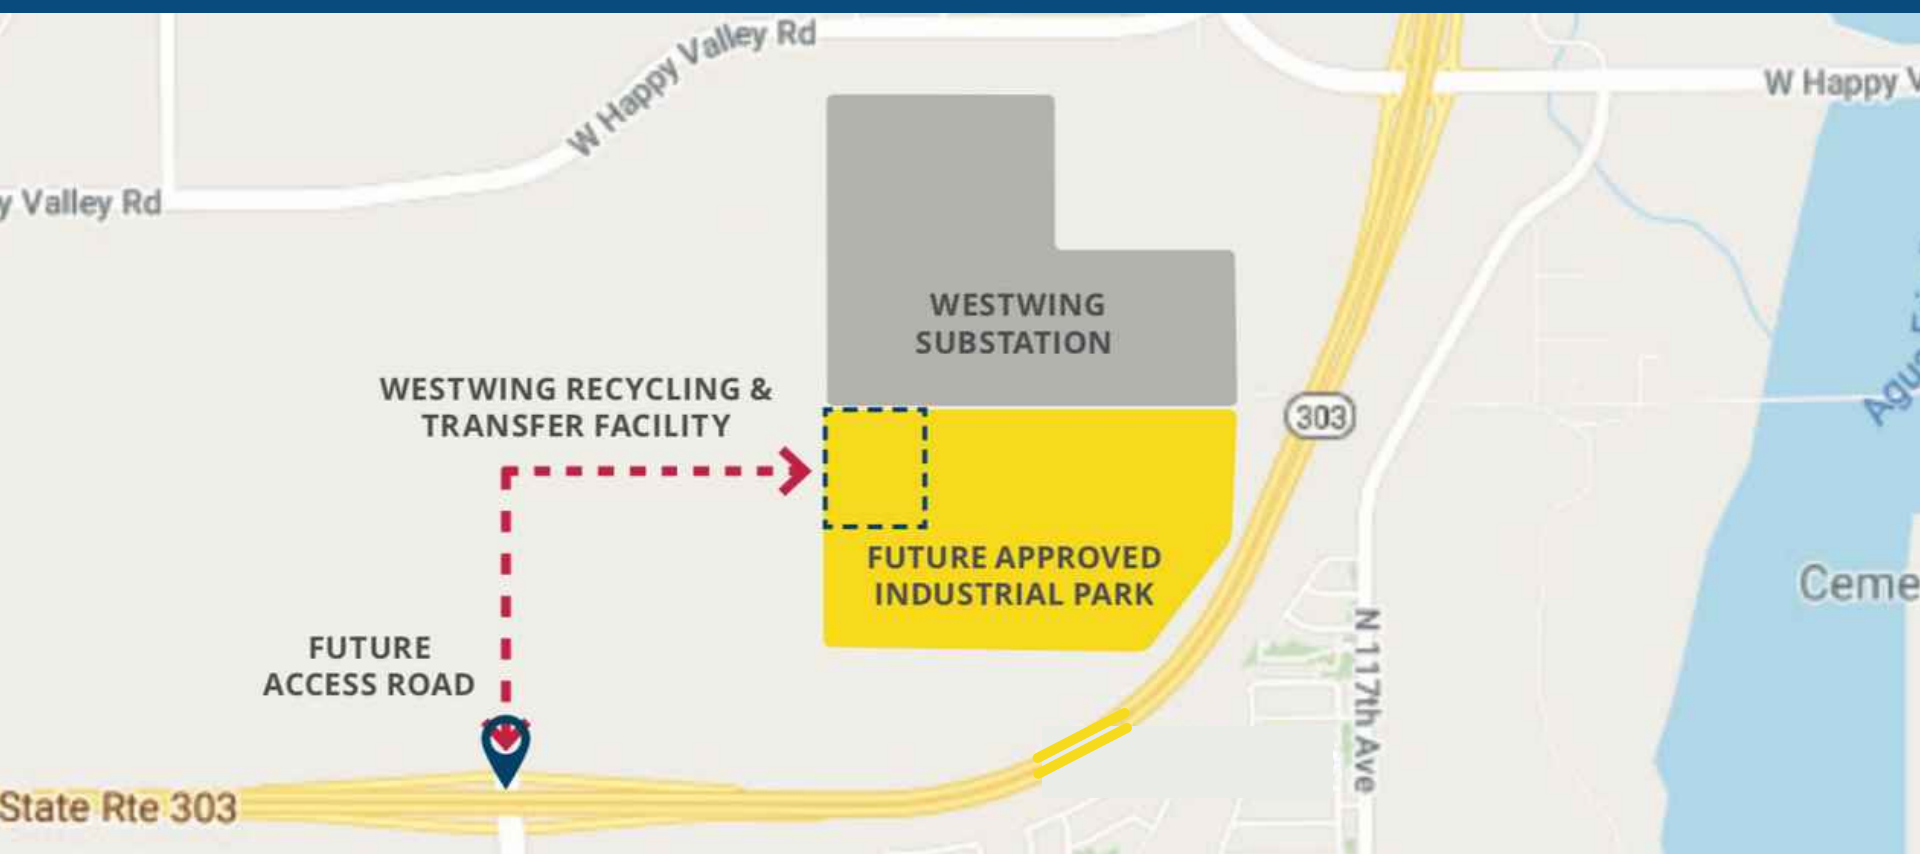 W Happy Valley Rd
W Happy V
y Valley Rd
WESTWING
SUBSTATION
WESTWING RECYCLING &
TRANSFER FACILITY
303
FUTURE APPROVED
INDUSTRIAL PARK
Ceme
FUTURE
ACCESS ROAD
N 117th Ave
State Rte 303